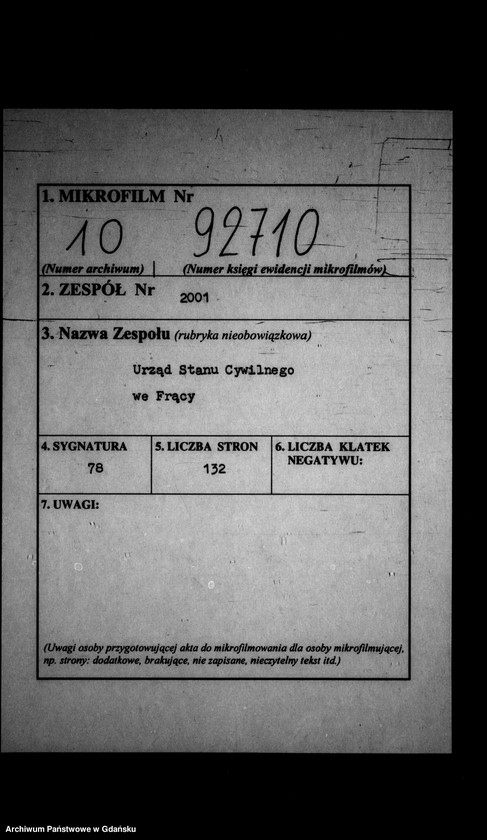 1. MIKROFILM Nr
10 92710
(Numer archiwum) (Numer księgi ewidencji mikrofilmów)
2. ZESPÓŁ Nr 2001
3. Nazwa Zespołu (rubryka nieobowiązkowa)
Urząd Stanu Cywilnego
we Frący
4. SYGNATURA 5. LICZBA STRON 6. LICZBA KLATEK
NEGATYWU:
78 132
7. UWAGI:
(Uwagi osoby przygotowującej akta do mikrofilmowania dla osoby mikrofilmującej,
np. strony: dodatkowe, brakujące, nie zapisane, nieczytelny tekst itd.)
Archiwum Państwowe w Gdańsku